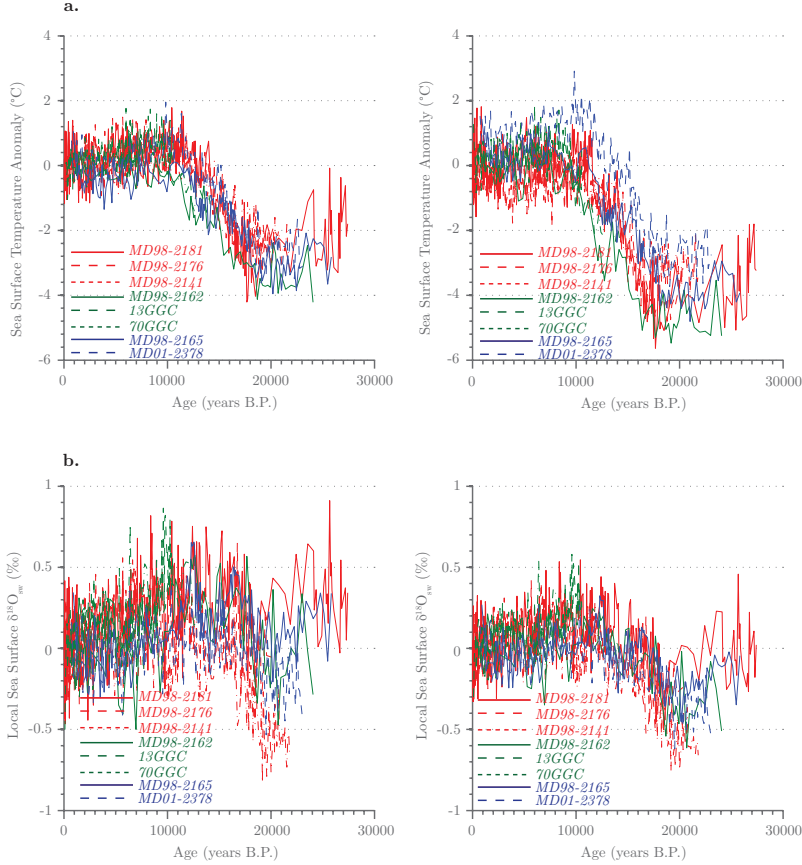 a.
4
2
0
-2
-4
-6
Sea Surface Temperature Anomaly (°C)
MD98-2181
MD98-2176
MD98-2141
MD98-2162
13GGC
70GGC
MD98-2165
MD01-2378
0 10000 20000 30000
Age (years B.P.)
4
2
0
-2
-4
-6
Sea Surface Temperature Anomaly (°C)
MD98-2181
MD98-2176
MD98-2141
MD98-2162
13GGC
70GGC
MD98-2165
MD01-2378
0 10000 20000 30000
Age (years B.P.)
b.
1
0.5
0
-0.5
-1
Local Sea Surface δ¹⁸Oₛw (‰)
MD98-2181
MD98-2176
MD98-2141
MD98-2162
13GGC
70GGC
MD98-2165
MD01-2378
0 10000 20000 30000
Age (years B.P.)
1
0.5
0
-0.5
-1
Local Sea Surface δ¹⁸Oₛw (‰)
MD98-2181
MD98-2176
MD98-2141
MD98-2162
13GGC
70GGC
MD98-2165
MD01-2378
0 10000 20000 30000
Age (years B.P.)